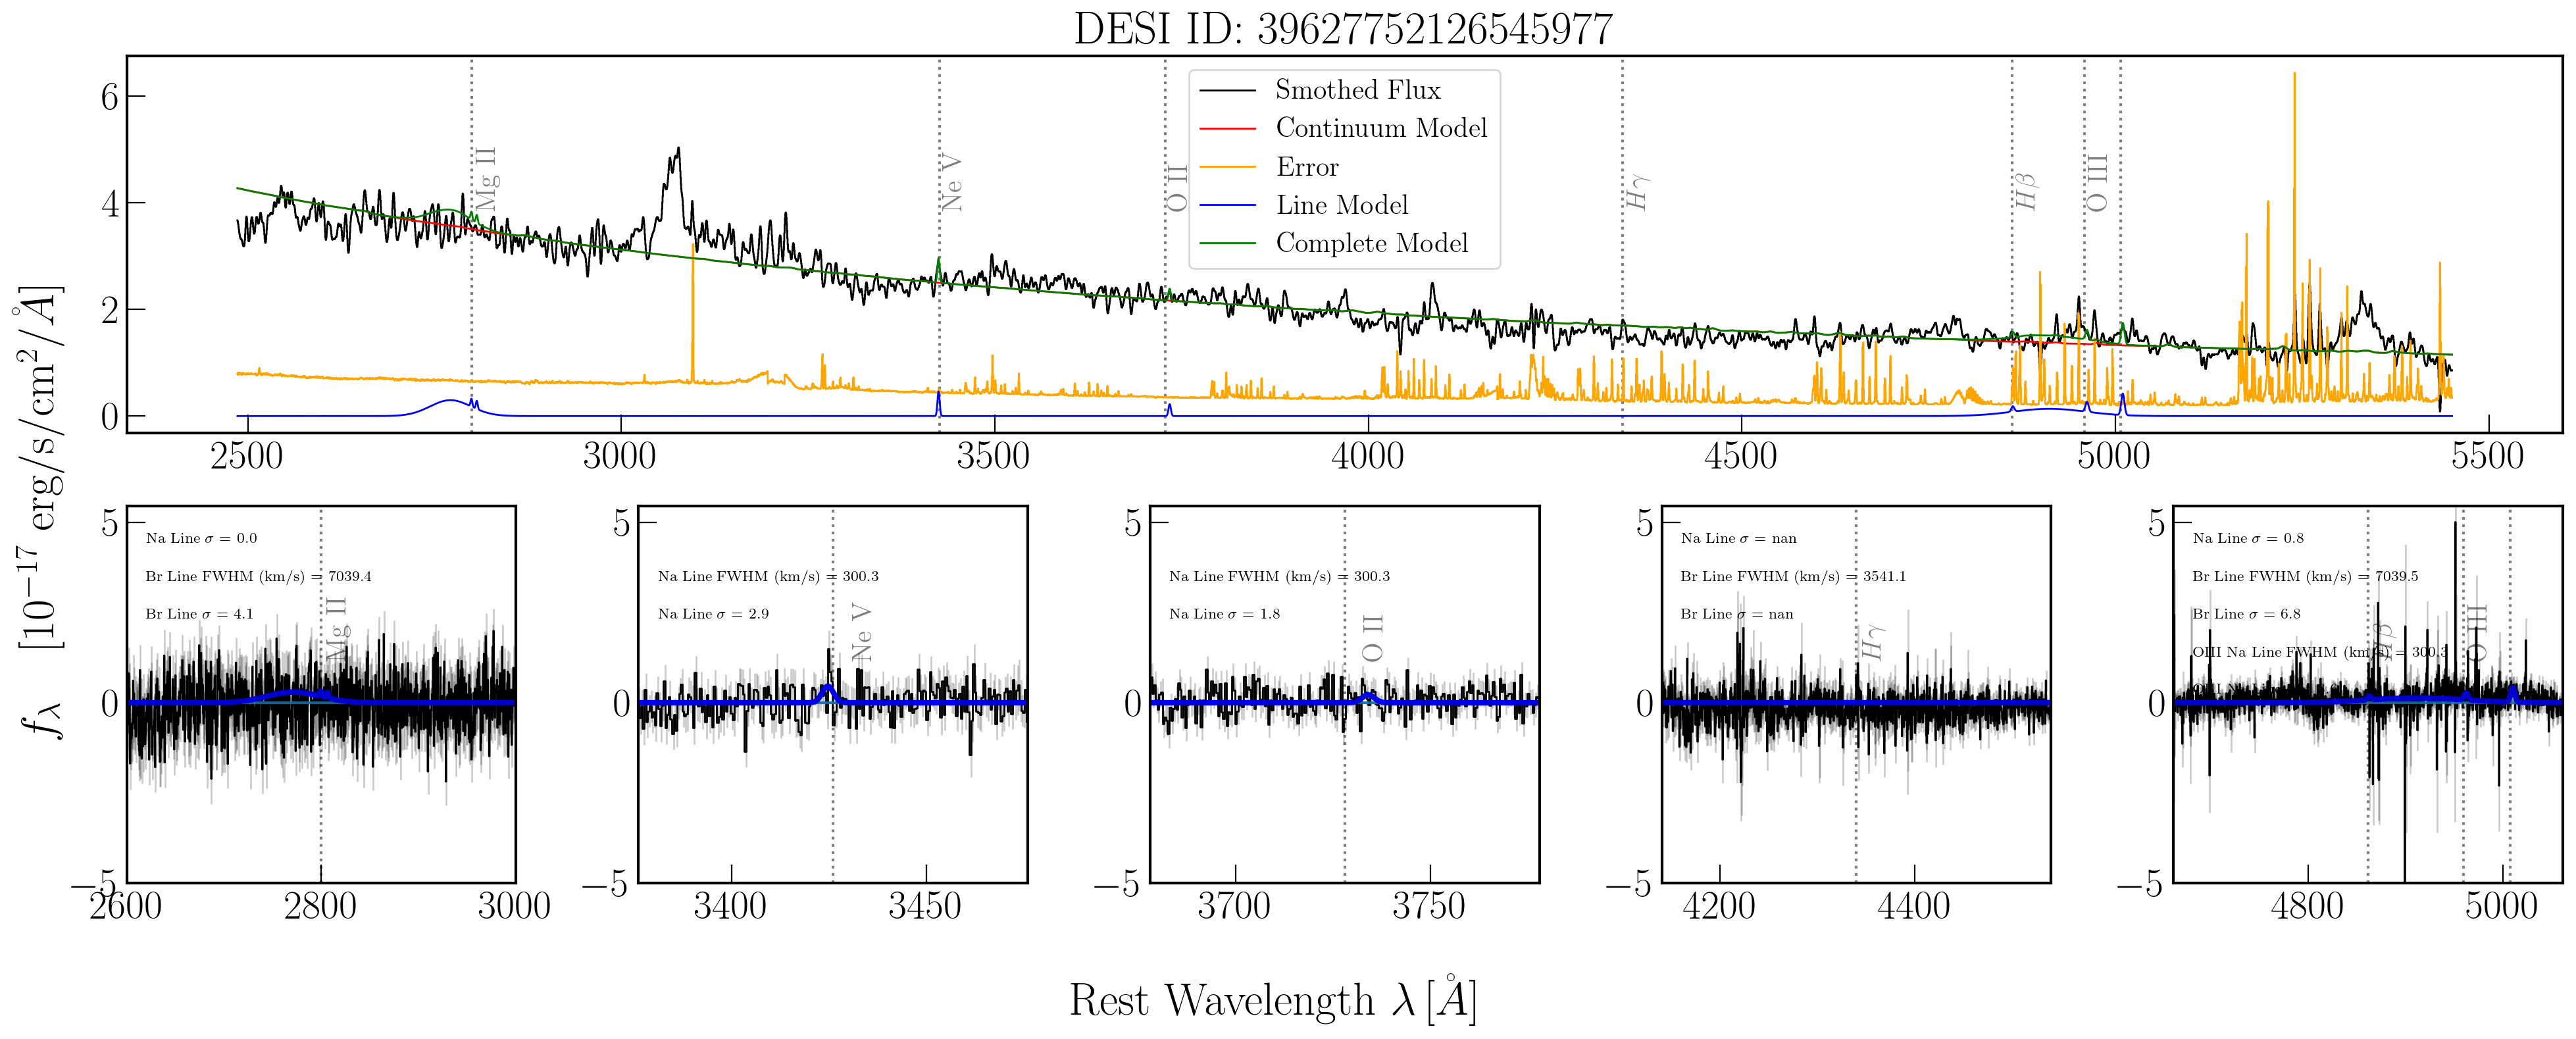 DESI ID: 39627752126545977
Smothed Flux
Continuum Model
Error
Line Model
Complete Model
Mg II
Ne V
O II
Hγ
Hβ
O III
6
4
2
0
2500 3000 3500 4000 4500 5000 5500
f_λ [10^{-17} erg/s/cm^2/Å]
5
0
−5
Na Line σ = 0.0
Br Line FWHM (km/s) = 7039.4
Br Line σ = 4.1
Mg II
2600 2800 3000
5
0
−5
Na Line FWHM (km/s) = 300.3
Na Line σ = 2.9
Ne V
3400 3450
5
0
−5
Na Line FWHM (km/s) = 300.3
Na Line σ = 1.8
O II
3700 3750
5
0
−5
Na Line σ = nan
Br Line FWHM (km/s) = 3541.1
Br Line σ = nan
Hγ
4200 4400
5
0
−5
Na Line σ = 0.8
Br Line FWHM (km/s) = 7039.5
Br Line σ = 6.8
OIII Na Line FWHM (km/s) = 300.3
Hβ
O III
4800 5000
Rest Wavelength λ [Å]